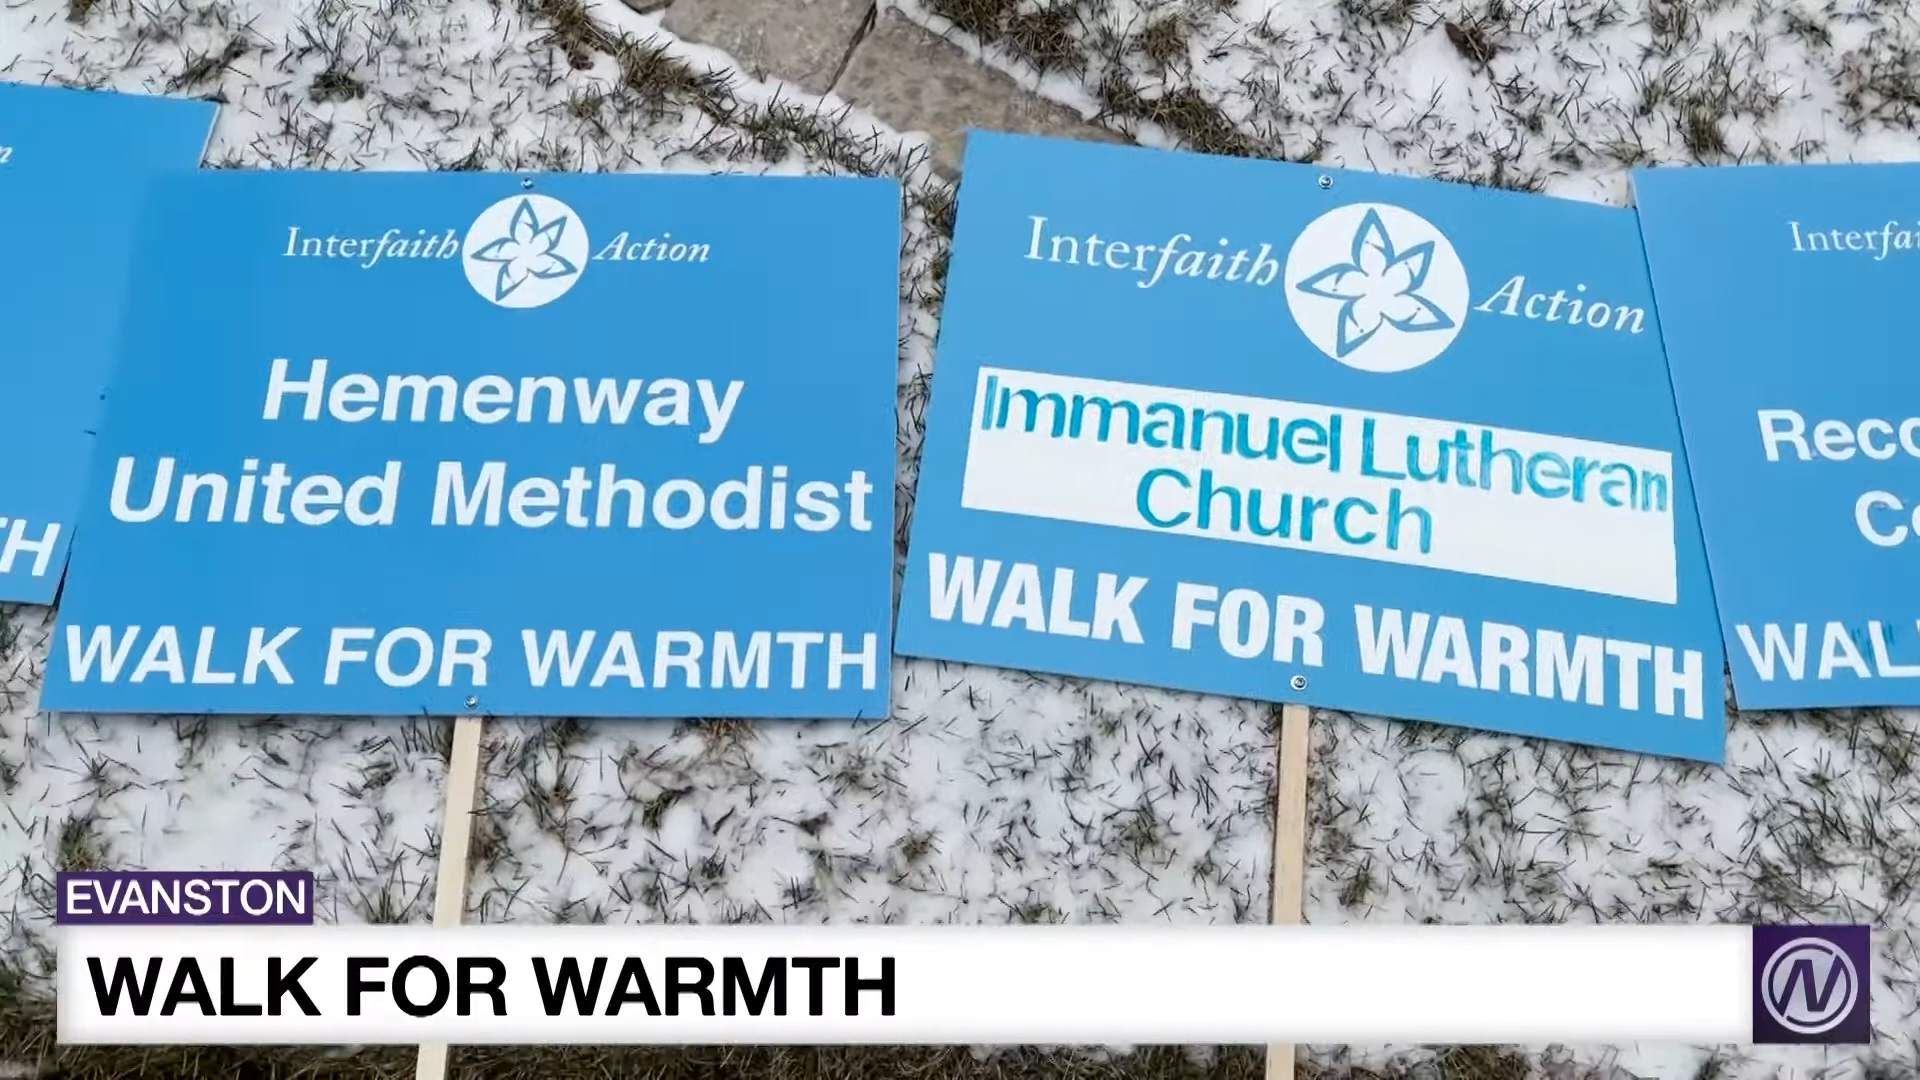 Interfaith Action
Hemenway
United Methodist
WALK FOR WARMTH
Interfaith Action
Immanuel Lutheran
Church
WALK FOR WARMTH
EVANSTON
WALK FOR WARMTH